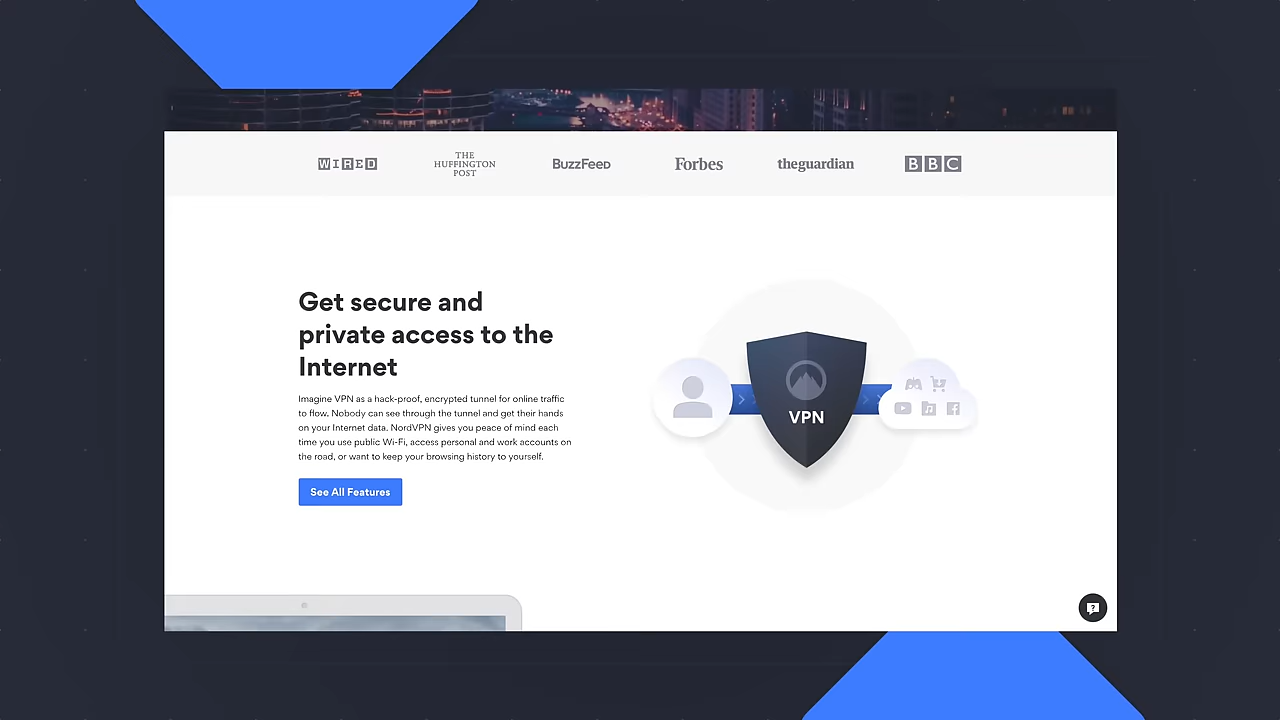 WIRED
THE
HUFFINGTON
POST
BuzzFeeD
Forbes
theguardian
BBC
Get secure and
private access to the
Internet
Imagine VPN as a hack-proof, encrypted tunnel for online traffic
to flow. Nobody can see through the tunnel and get their hands
on your Internet data. NordVPN gives you peace of mind each
time you use public Wi-Fi, access personal and work accounts on
the road, or want to keep your browsing history to yourself.
See All Features
VPN